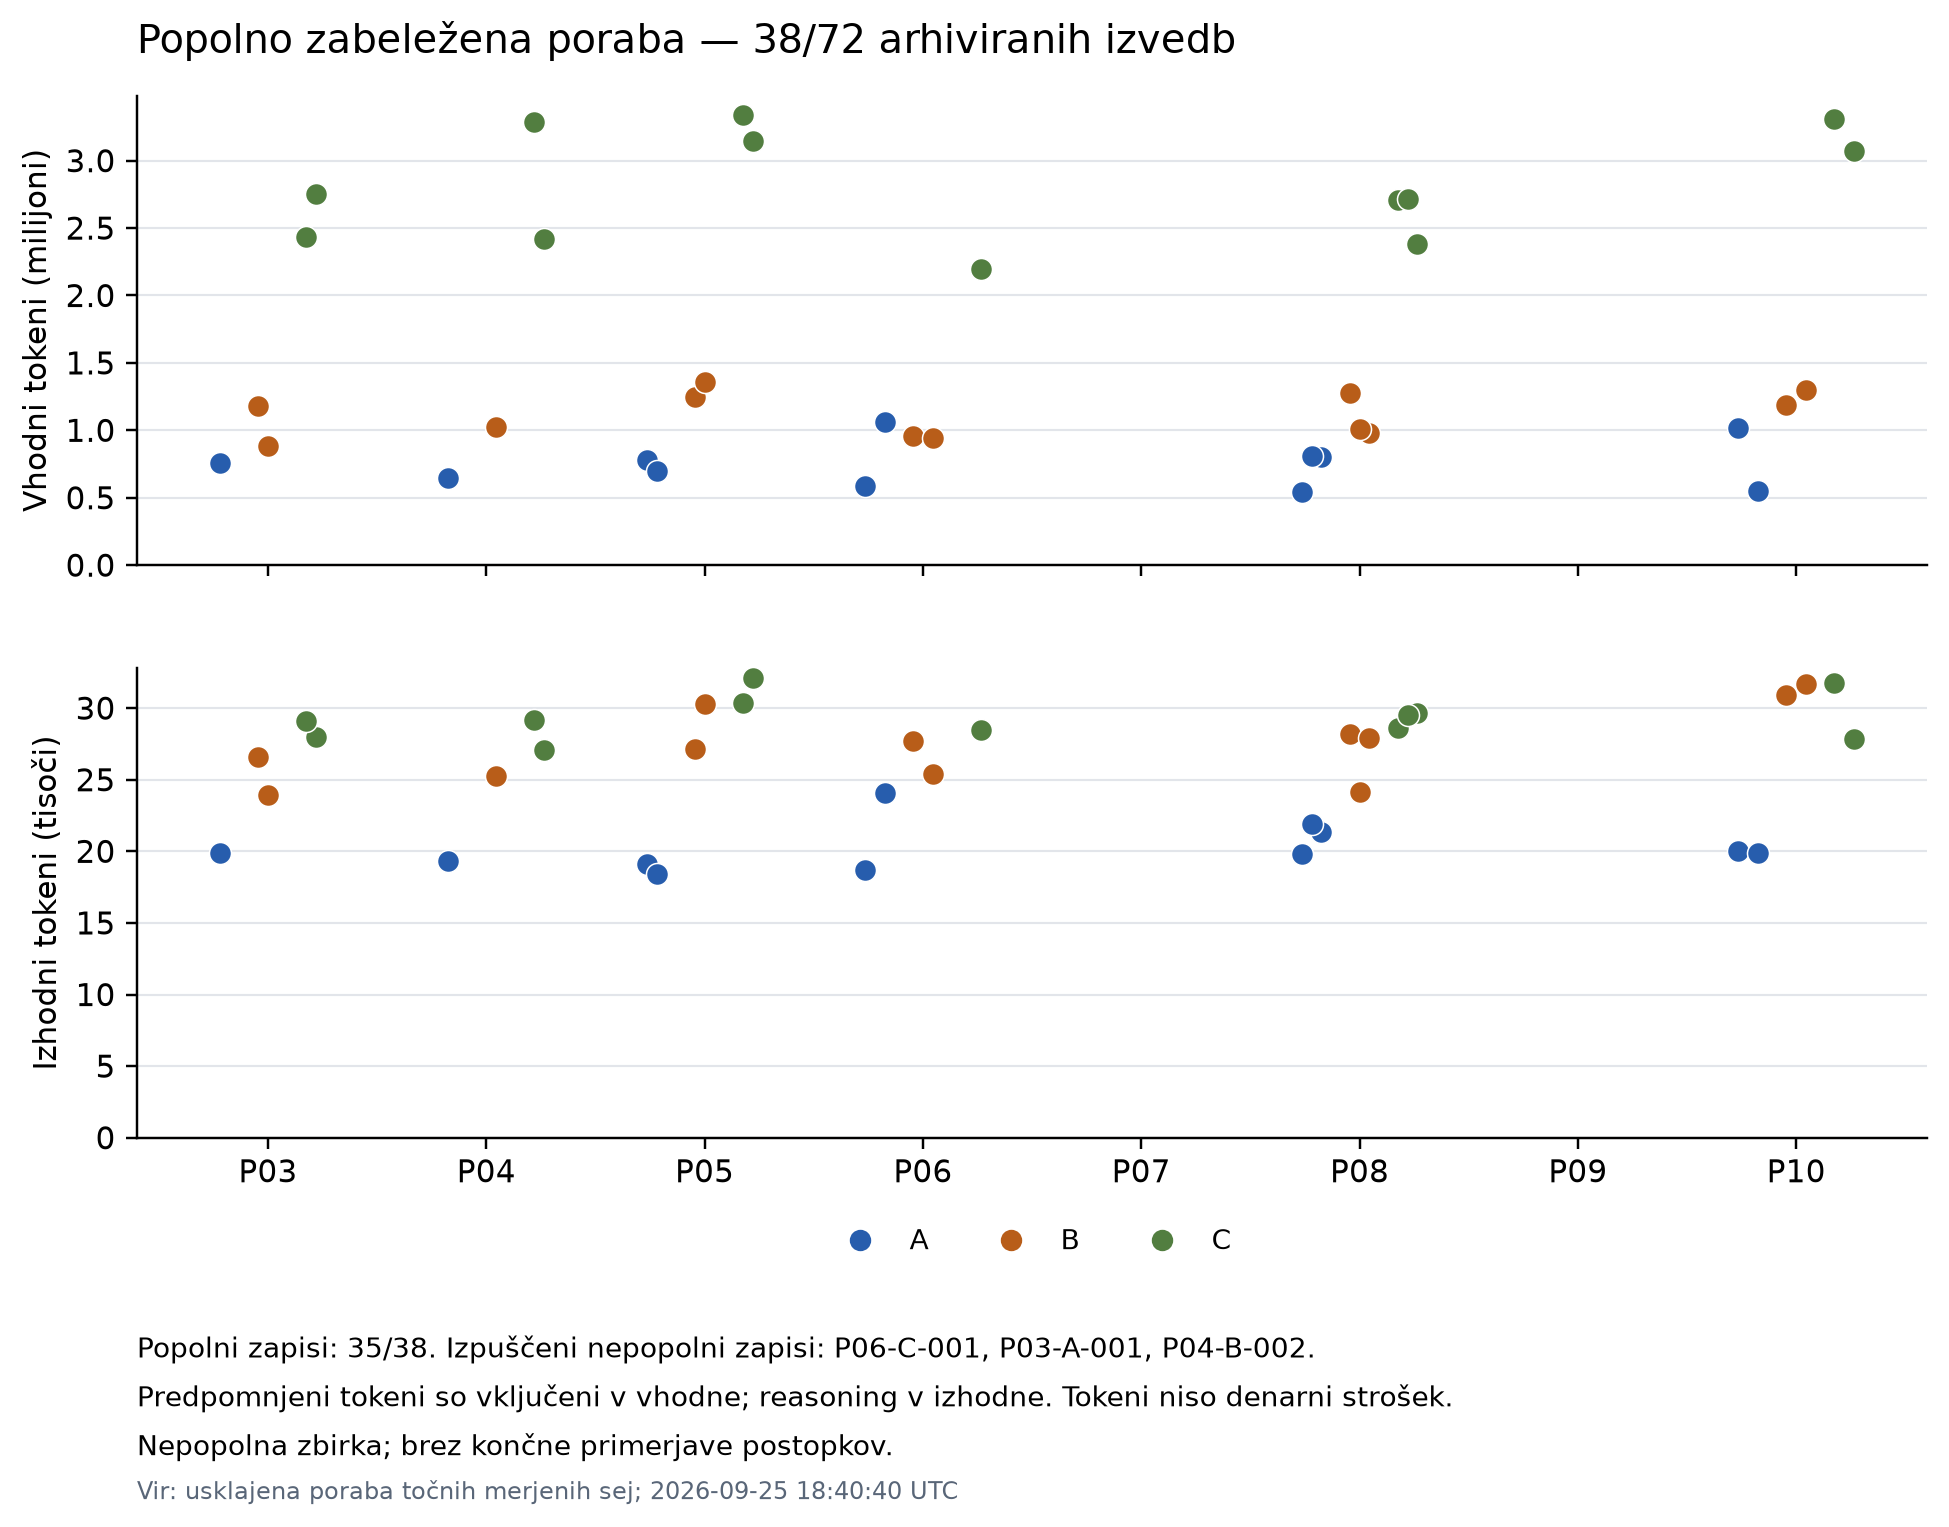 Popolno zabeležena poraba — 38/72 arhiviranih izvedb
Vhodni tokeni (milijoni)
3.0
2.5
2.0
1.5
1.0
0.5
0.0
Izhodni tokeni (tisoči)
30
25
20
15
10
5
0
P03 P04 P05 P06 P07 P08 P09 P10
A B C
Popolni zapisi: 35/38. Izpuščeni nepopolni zapisi: P06-C-001, P03-A-001, P04-B-002.
Predpomnjeni tokeni so vključeni v vhodne; reasoning v izhodne. Tokeni niso denarni strošek.
Nepopolna zbirka; brez končne primerjave postopkov.
Vir: usklajena poraba točnih merjenih sej; 2026-09-25 18:40:40 UTC